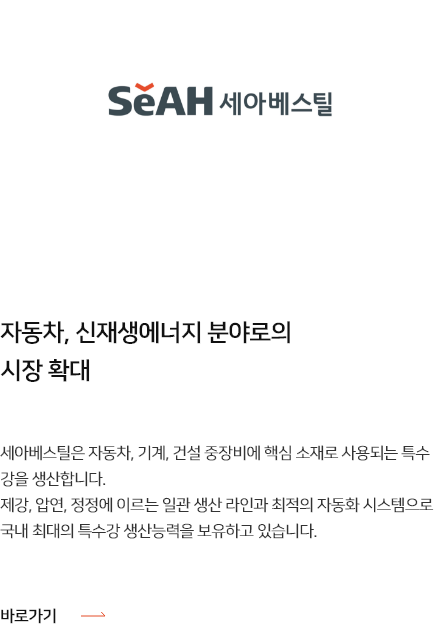 SeAH 세아베스틸
자동차, 신재생에너지 분야로의
시장 확대
세아베스틸은 자동차, 기계, 건설 중장비에 핵심 소재로 사용되는 특수
강을 생산합니다.
제강, 압연, 정정에 이르는 일관 생산 라인과 최적의 자동화 시스템으로
국내 최대의 특수강 생산능력을 보유하고 있습니다.
바로가기